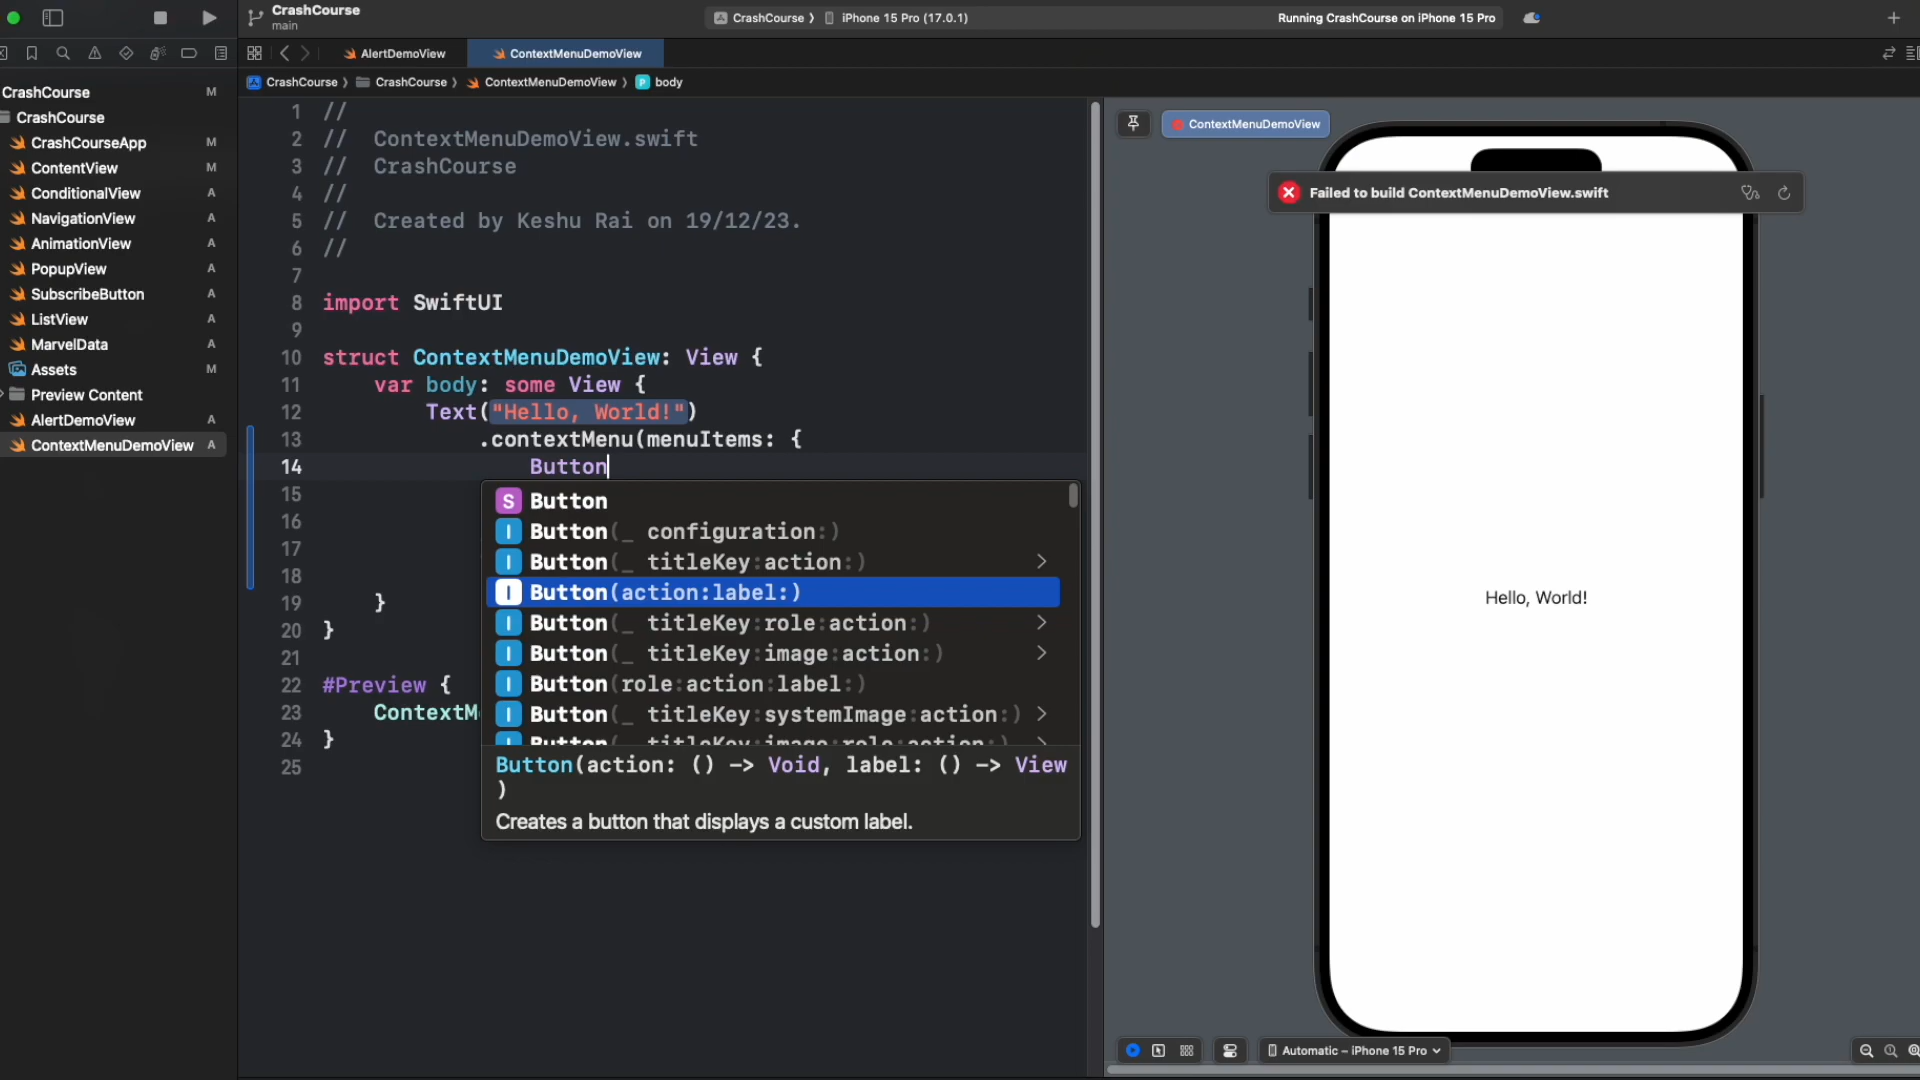 CrashCourse
main
CrashCourse
iPhone 15 Pro (17.0.1)
Running CrashCourse on iPhone 15 Pro
AlertDemoView
ContextMenuDemoView
CrashCourse
CrashCourse
ContextMenuDemoView
P body
CrashCourse M
CrashCourse
CrashCourseApp M
ContentView M
ConditionalView A
NavigationView A
AnimationView A
PopupView A
SubscribeButton A
ListView A
MarvelData A
Assets M
Preview Content
AlertDemoView A
ContextMenuDemoView A
1 //
2 //  ContextMenuDemoView.swift
3 //  CrashCourse
4 //
5 //  Created by Keshu Rai on 19/12/23.
6 //
7
8 import SwiftUI
9
10 struct ContextMenuDemoView: View {
11     var body: some View {
12         Text("Hello, World!")
13             .contextMenu(menuItems: {
14                 Button
15
16
17
18
19     }
20 }
21
22 #Preview {
23     ContextM
24 }
25
S Button
I Button(_ configuration:)
I Button(_ titleKey:action:)
I Button(action:label:)
I Button(_ titleKey:role:action:)
I Button(_ titleKey:image:action:)
I Button(role:action:label:)
I Button(_ titleKey:systemImage:action:)
I Button(_ titleKey:image:role:action:)
Button(action: () -> Void, label: () -> View
)
Creates a button that displays a custom label.
ContextMenuDemoView
Failed to build ContextMenuDemoView.swift
Hello, World!
Automatic – iPhone 15 Pro